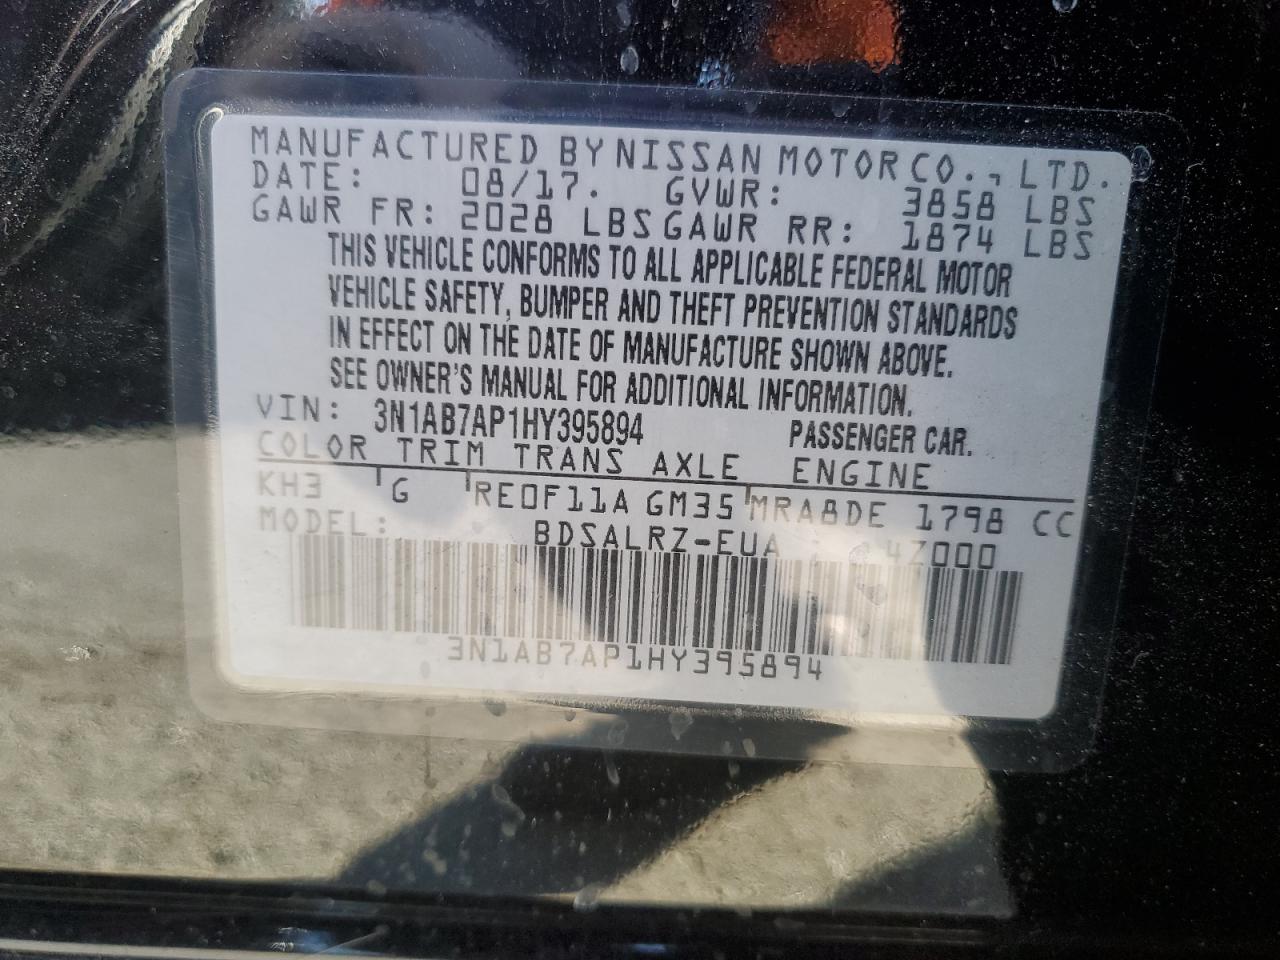 MANUFACTURED BY NISSAN MOTOR CO., LTD.
DATE: 08/17. GVWR: 3858 LBS
GAWR FR: 2028 LBS GAWR RR: 1874 LBS
THIS VEHICLE CONFORMS TO ALL APPLICABLE FEDERAL MOTOR
VEHICLE SAFETY, BUMPER AND THEFT PREVENTION STANDARDS
IN EFFECT ON THE DATE OF MANUFACTURE SHOWN ABOVE.
SEE OWNER'S MANUAL FOR ADDITIONAL INFORMATION.
VIN: 3N1AB7AP1HY395894 PASSENGER CAR.
COLOR TRIM TRANS AXLE ENGINE
KH3 G RE0F11A GM35 MRA8DE 1798 CC
MODEL: BDSALRZ-EUA 4Z000
3N1AB7AP1HY395894